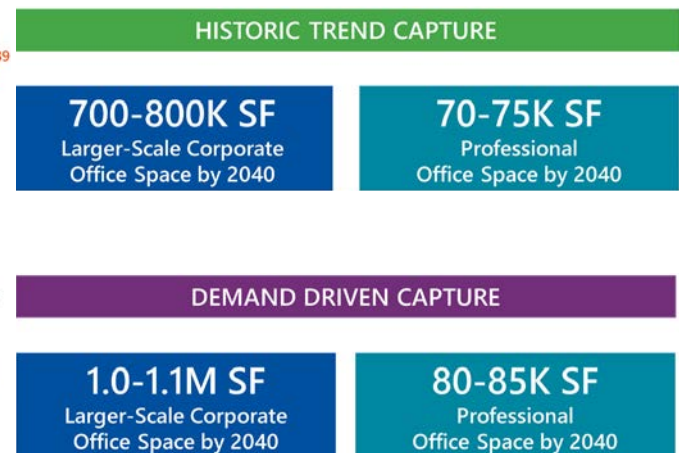 HISTORIC TREND CAPTURE
700-800K SF
Larger-Scale Corporate
Office Space by 2040
70-75K SF
Professional
Office Space by 2040
DEMAND DRIVEN CAPTURE
1.0-1.1M SF
Larger-Scale Corporate
Office Space by 2040
80-85K SF
Professional
Office Space by 2040